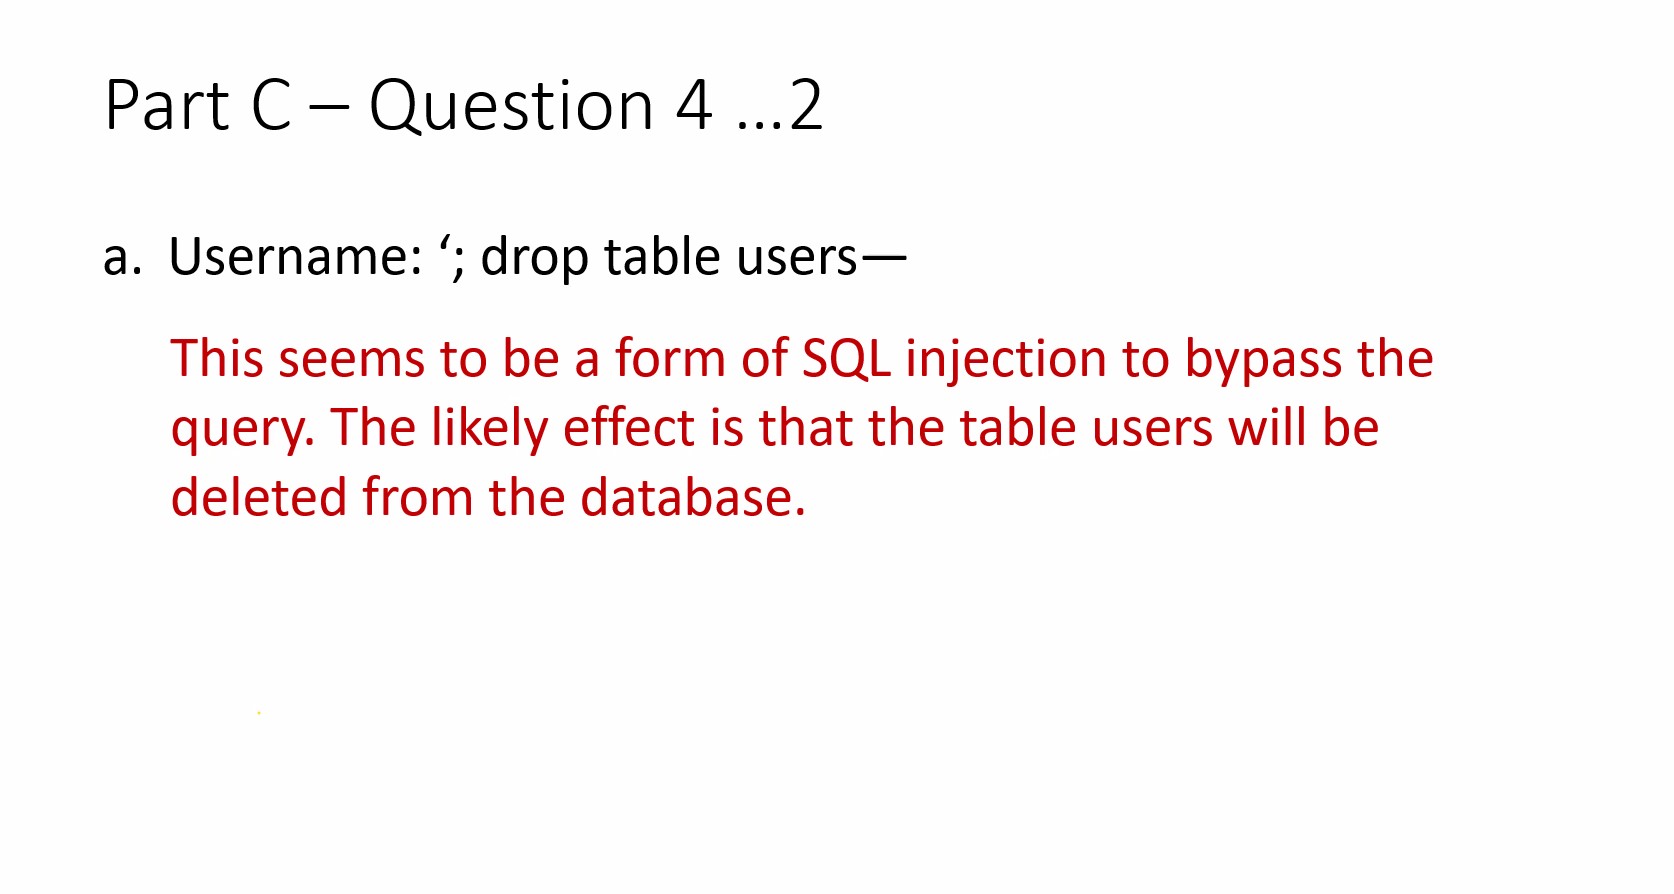 Part C – Question 4 …2
a. Username: ‘; drop table users—
This seems to be a form of SQL injection to bypass the
query. The likely effect is that the table users will be
deleted from the database.